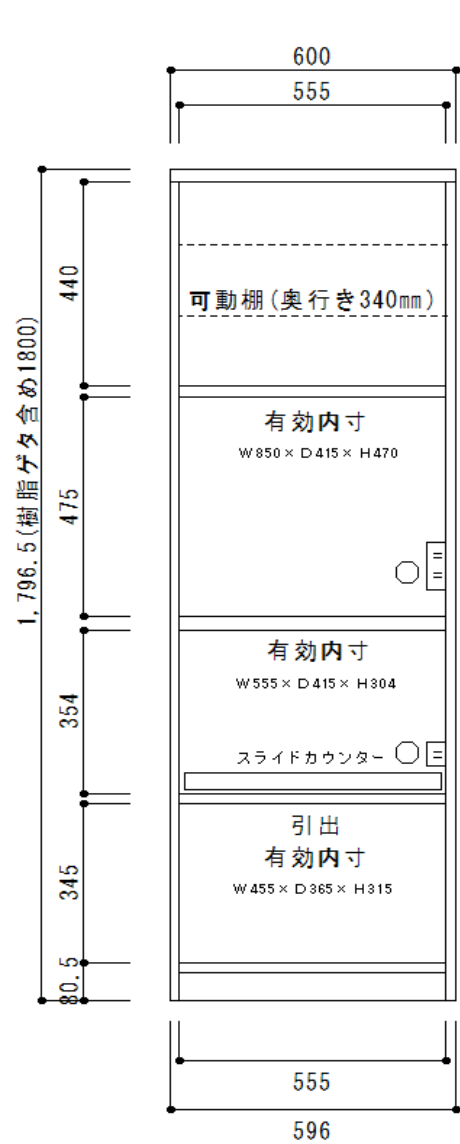 600
555
440
可動棚(奥行き340㎜)
1,796.5(樹脂ゲタ含め1800)
有効内寸
W850×D415×H470
475
有効内寸
W555×D415×H304
354
スライドカウンター
引出
有効内寸
W455×D365×H315
345
80.5
555
596